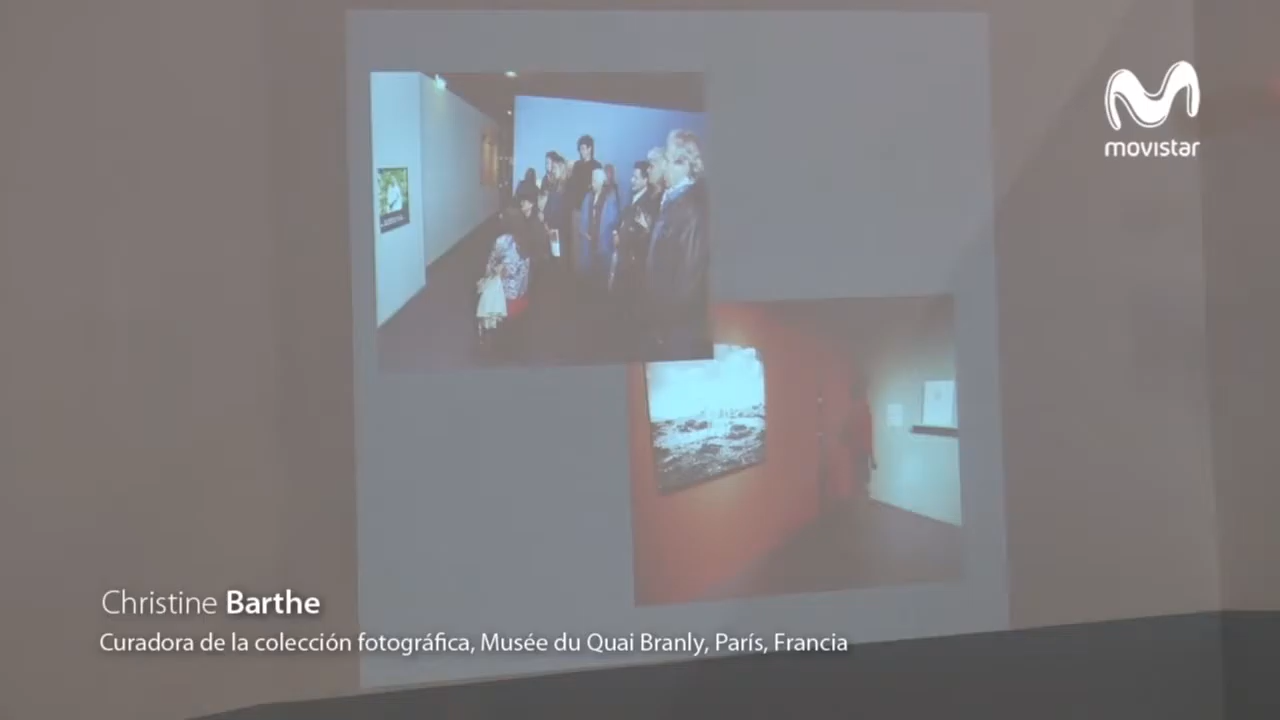 movistar
Christine Barthe
Curadora de la colección fotográfica, Musée du Quai Branly, París, Francia